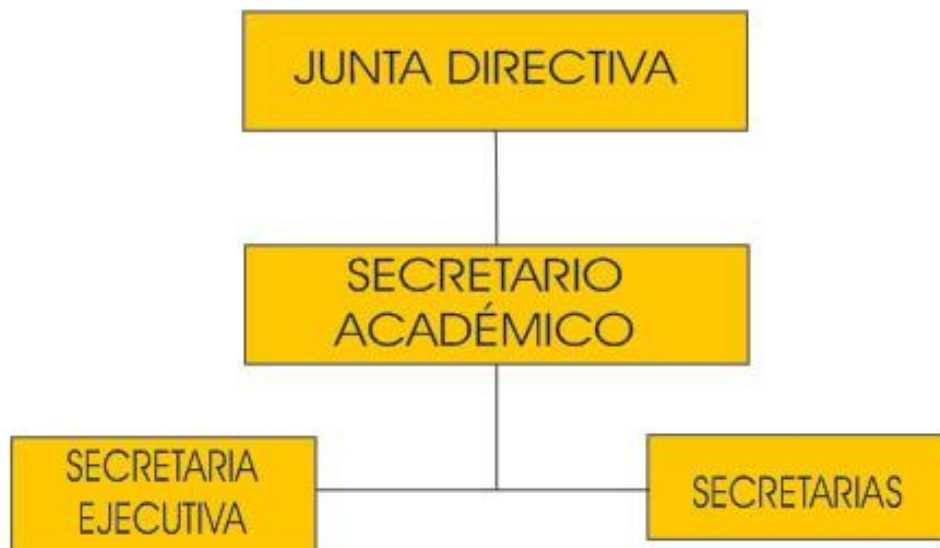 JUNTA DIRECTIVA
SECRETARIO
ACADÉMICO
SECRETARIA
EJECUTIVA
SECRETARIAS